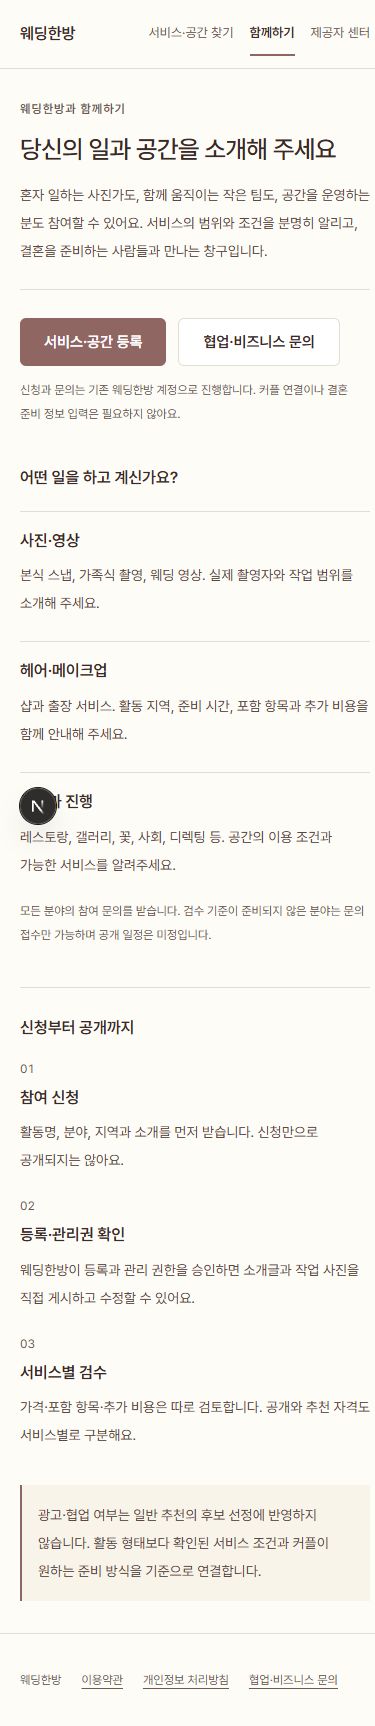 웨딩한방
서비스·공간 찾기 함께하기 제공자 센터
웨딩한방과 함께하기
당신의 일과 공간을 소개해 주세요
혼자 일하는 사진가도, 함께 움직이는 작은 팀도, 공간을 운영하는
분도 참여할 수 있어요. 서비스의 범위와 조건을 분명히 알리고,
결혼을 준비하는 사람들과 만나는 창구입니다.
서비스·공간 등록 협업·비즈니스 문의
신청과 문의는 기존 웨딩한방 계정으로 진행합니다. 커플 연결이나 결혼
준비 정보 입력은 필요하지 않아요.
어떤 일을 하고 계신가요?
사진·영상
본식 스냅, 가족식 촬영, 웨딩 영상. 실제 촬영자와 작업 범위를
소개해 주세요.
헤어·메이크업
샵과 출장 서비스. 활동 지역, 준비 시간, 포함 항목과 추가 비용을
함께 안내해 주세요.
N 진행
레스토랑, 갤러리, 꽃, 사회, 디렉팅 등. 공간의 이용 조건과
가능한 서비스를 알려주세요.
모든 분야의 참여 문의를 받습니다. 검수 기준이 준비되지 않은 분야는 문의
접수만 가능하며 공개 일정은 미정입니다.
신청부터 공개까지
01
참여 신청
활동명, 분야, 지역과 소개를 먼저 받습니다. 신청만으로
공개되지는 않아요.
02
등록·관리권 확인
웨딩한방이 등록과 관리 권한을 승인하면 소개글과 작업 사진을
직접 게시하고 수정할 수 있어요.
03
서비스별 검수
가격·포함 항목·추가 비용은 따로 검토합니다. 공개와 추천 자격도
서비스별로 구분해요.
광고·협업 여부는 일반 추천의 후보 선정에 반영하지
않습니다. 활동 형태보다 확인된 서비스 조건과 커플이
원하는 준비 방식을 기준으로 연결합니다.
웨딩한방 이용약관 개인정보 처리방침 협업·비즈니스 문의